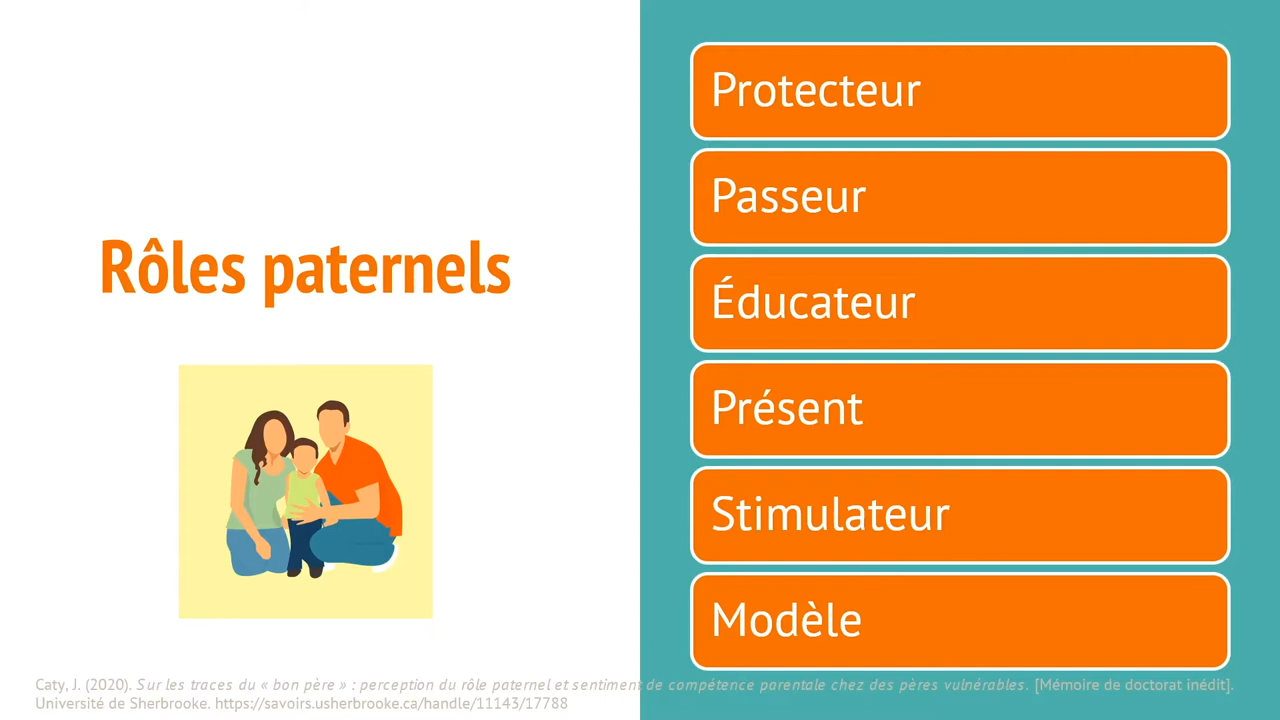 Rôles paternels
Protecteur
Passeur
Éducateur
Présent
Stimulateur
Modèle
Caty, J. (2020). Sur les traces du « bon père » : perception du rôle paternel et sentiment de compétence parentale chez des pères vulnérables. [Mémoire de doctorat inédit].
Université de Sherbrooke. https://savoirs.usherbrooke.ca/handle/11143/17788